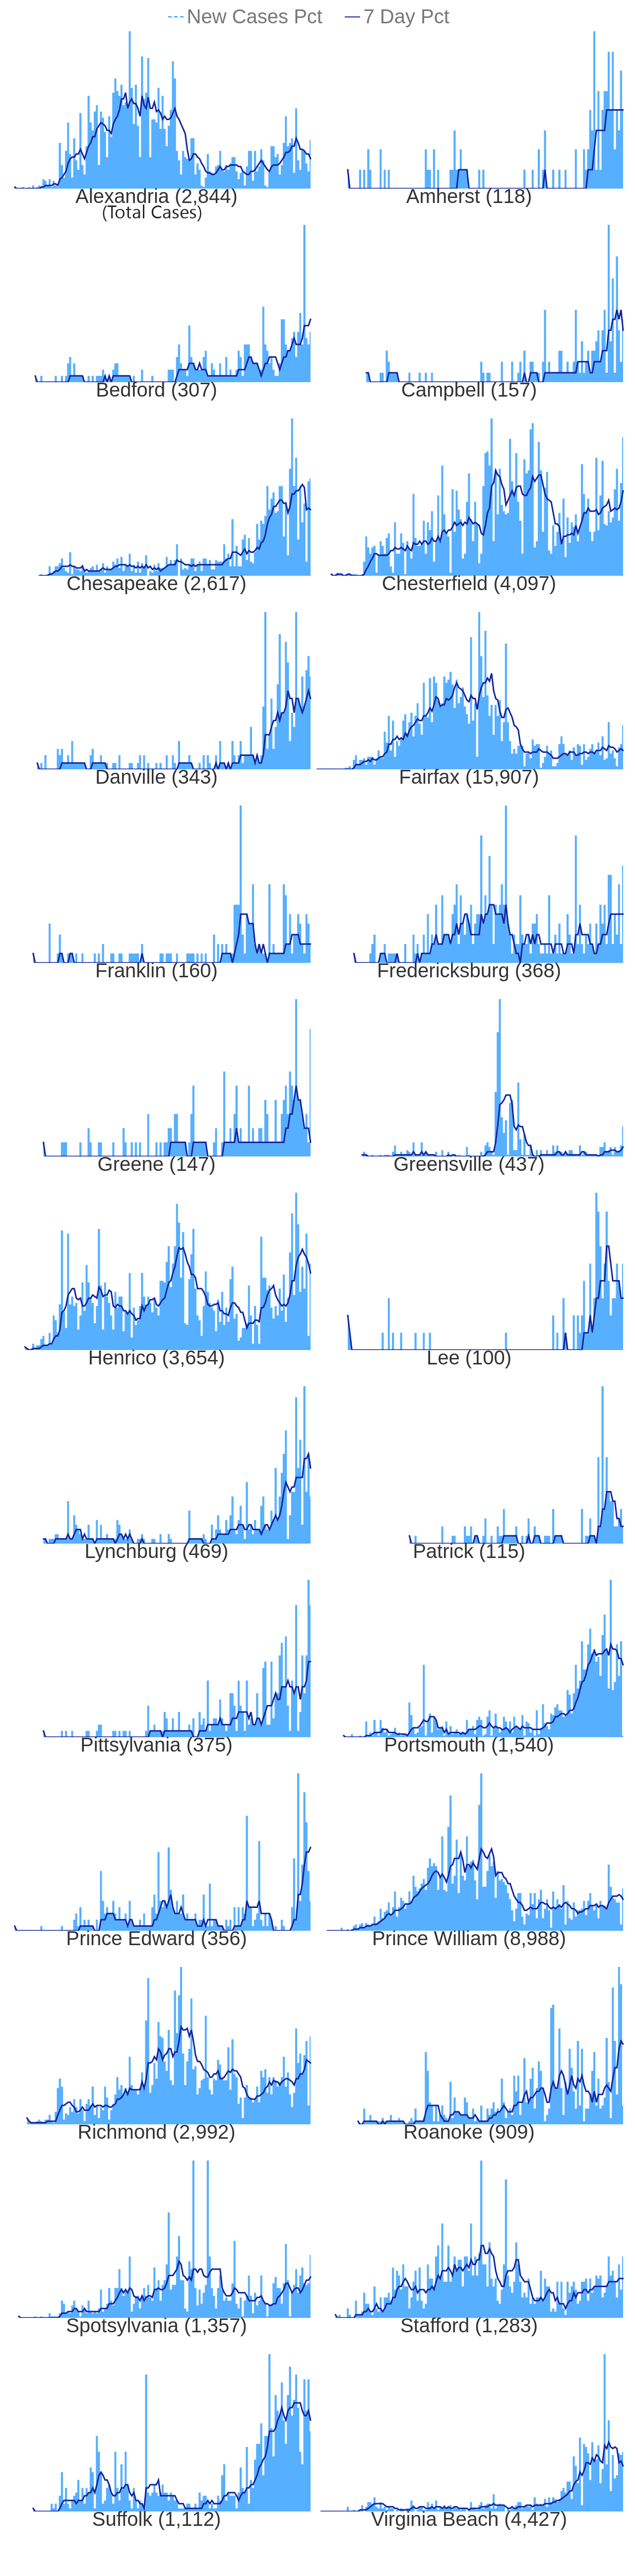 New Cases Pct 7 Day Pct
Alexandria (2,844) Amherst (118)
(Total Cases)
Bedford (307) Campbell (157)
Chesapeake (2,617) Chesterfield (4,097)
Danville (343) Fairfax (15,907)
Franklin (160) Fredericksburg (368)
Greene (147) Greensville (437)
Henrico (3,654) Lee (100)
Lynchburg (469) Patrick (115)
Pittsylvania (375) Portsmouth (1,540)
Prince Edward (356) Prince William (8,988)
Richmond (2,992) Roanoke (909)
Spotsylvania (1,357) Stafford (1,283)
Suffolk (1,112) Virginia Beach (4,427)